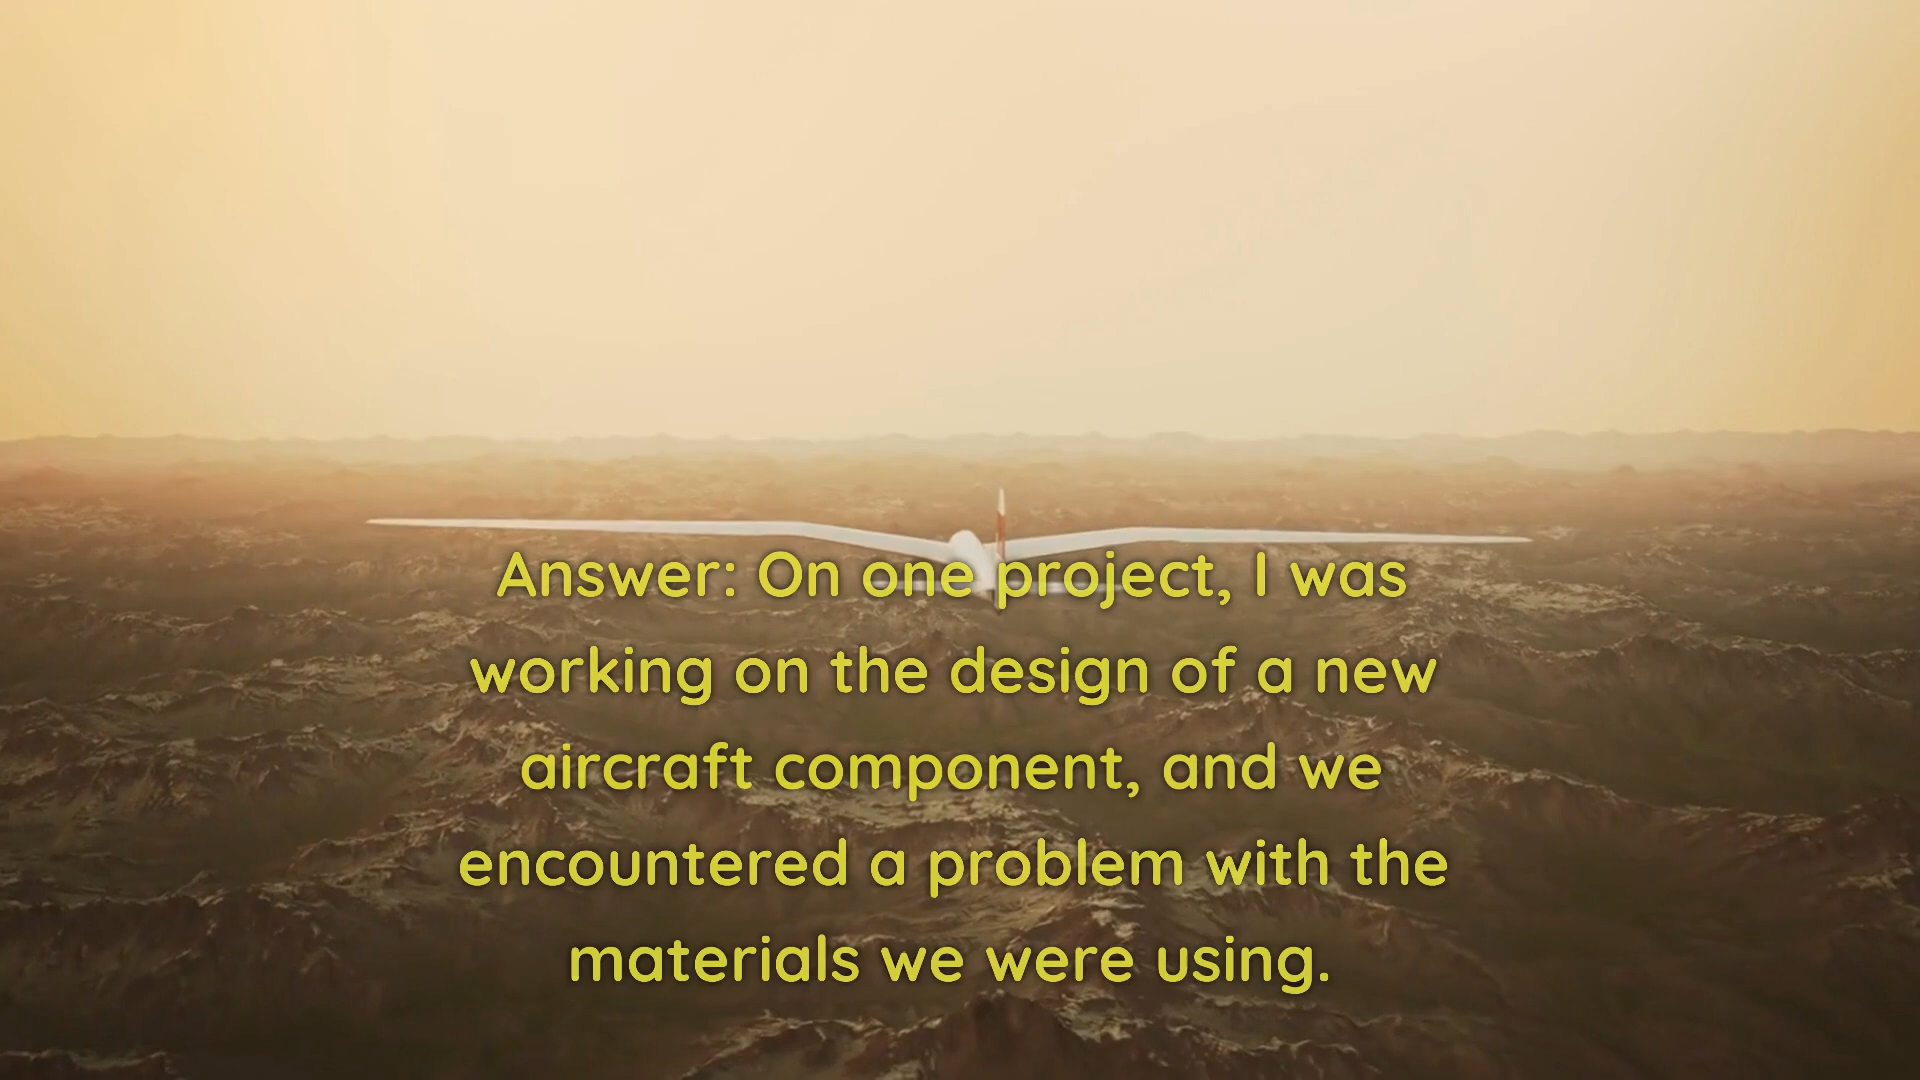 Answer: On one project, I was
working on the design of a new
aircraft component, and we
encountered a problem with the
materials we were using.